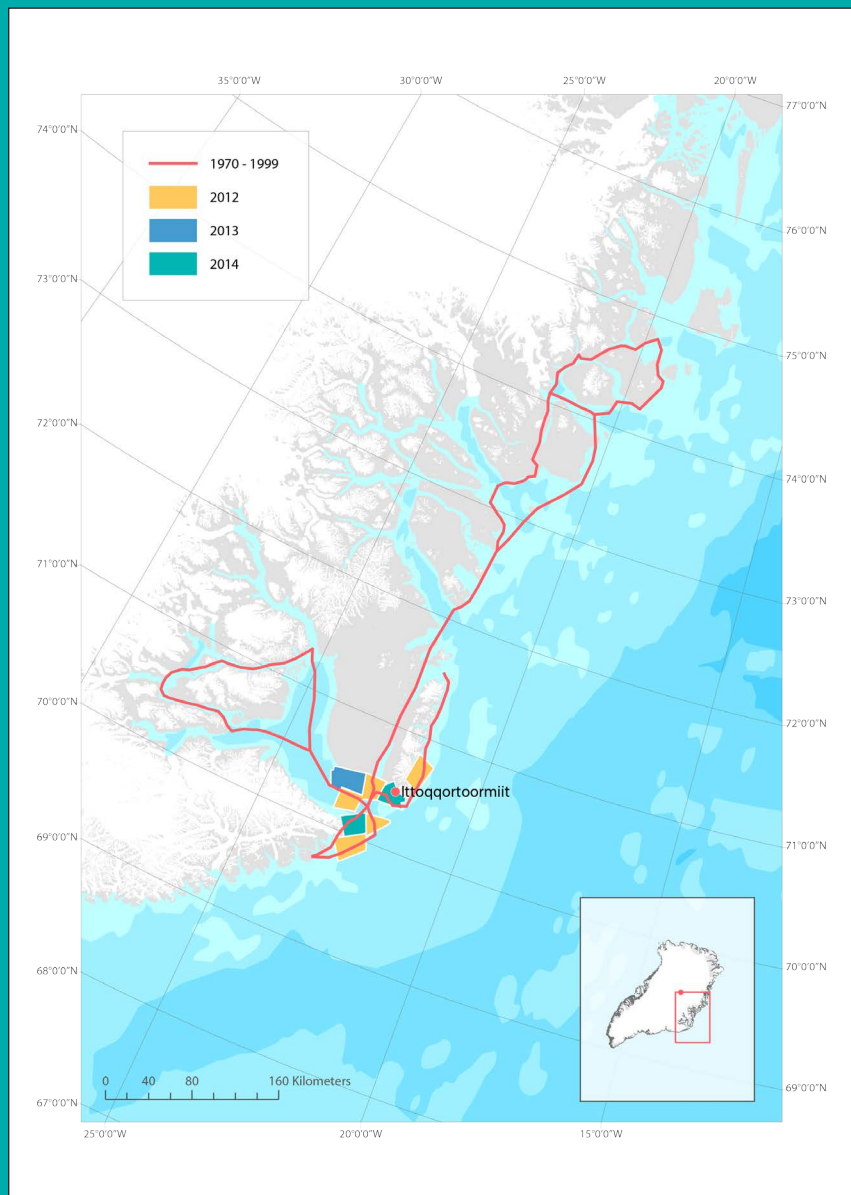 35°0'0"W
30°0'0"W
25°0'0"W
20°0'0"W
77°0'0"N
74°0'0"N
1970 - 1999
2012
2013
2014
76°0'0"N
73°0'0"N
75°0'0"N
72°0'0"N
74°0'0"N
71°0'0"N
73°0'0"N
70°0'0"N
72°0'0"N
Ittoqqortoormiit
69°0'0"N
71°0'0"N
68°0'0"N
70°0'0"N
0 40 80 160 Kilometers
69°0'0"N
67°0'0"N
25°0'0"W
20°0'0"W
15°0'0"W